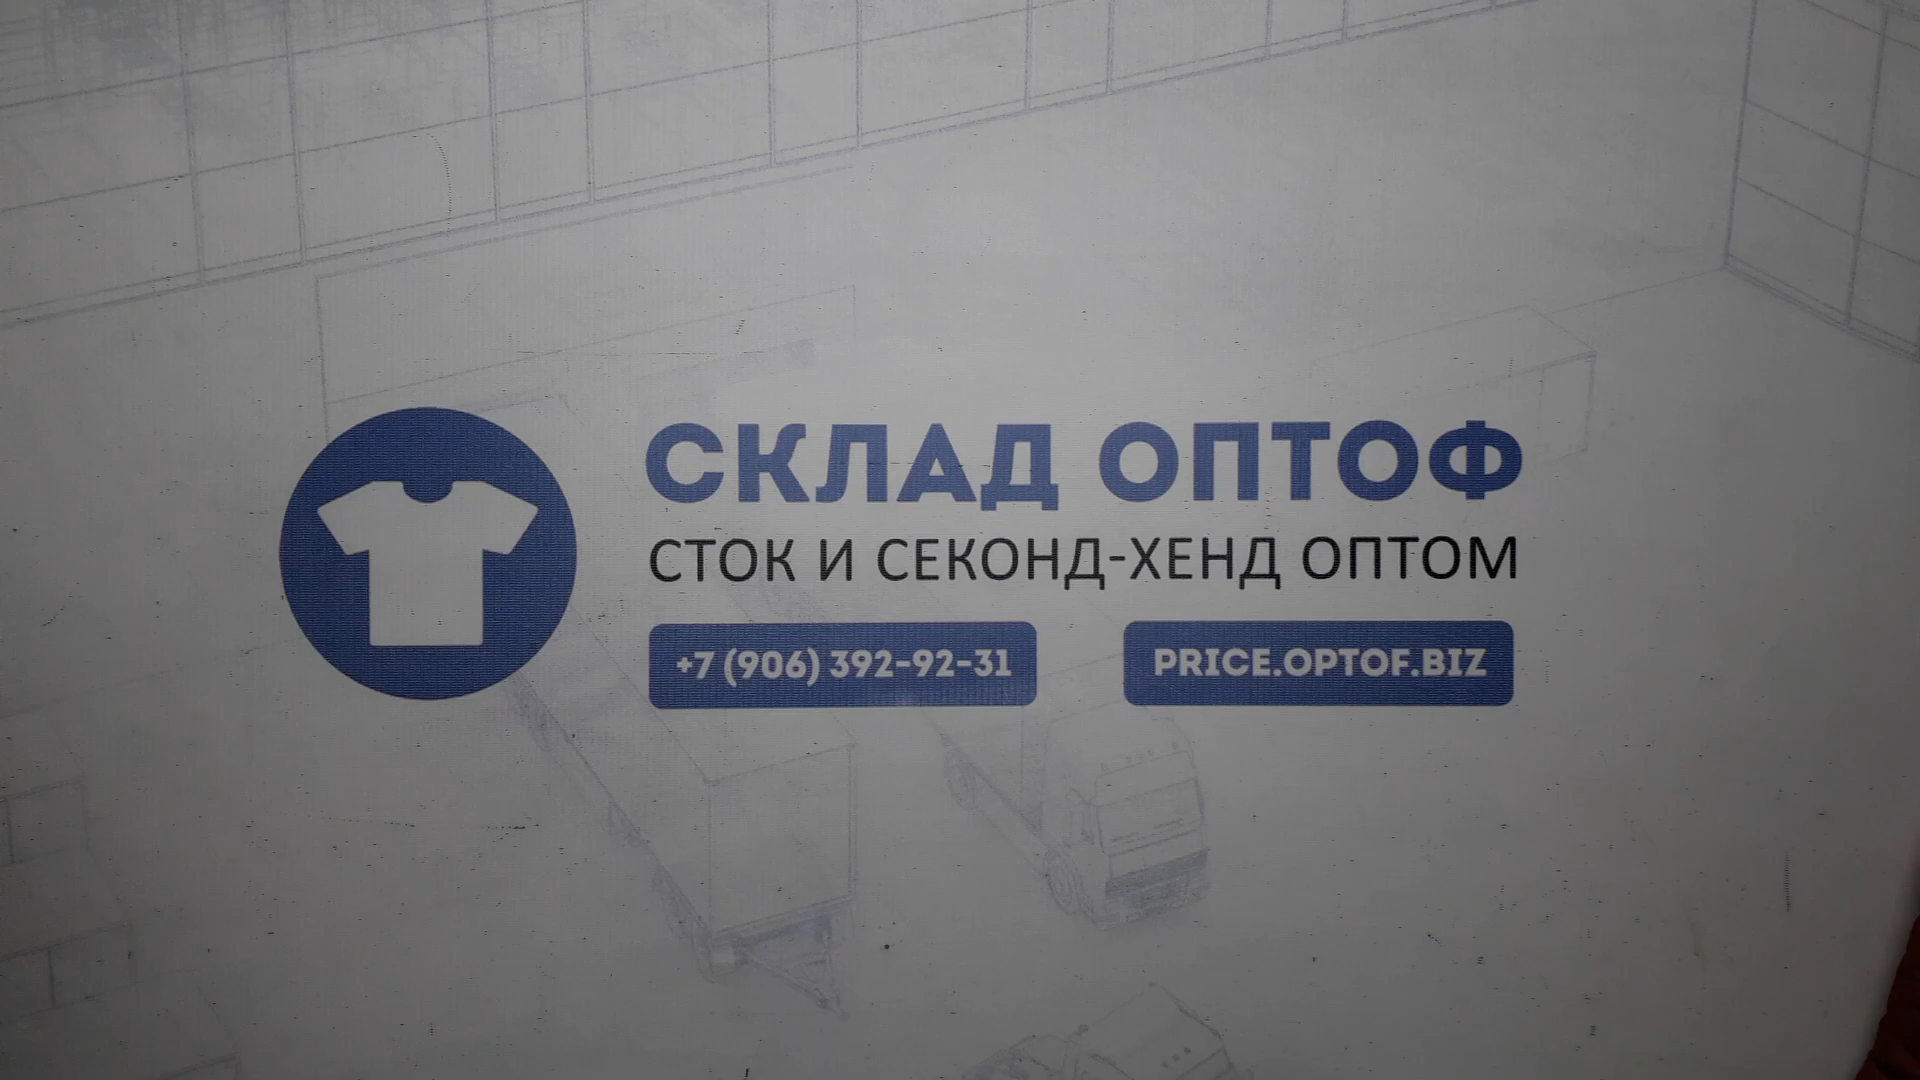 СКЛАД ОПТОФ
СТОК И СЕКОНД-ХЕНД ОПТОМ
+7 (906) 392-92-31
PRICE.OPTOF.BIZ